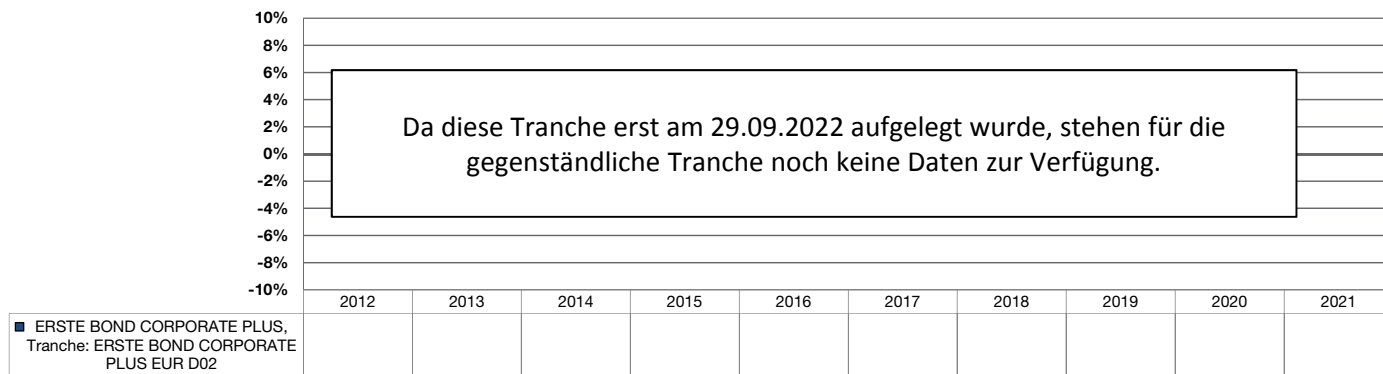 10%
8%
6%
4%
2%
0%
-2%
-4%
-6%
-8%
-10%
Da diese Tranche erst am 29.09.2022 aufgelegt wurde, stehen für die
gegenständliche Tranche noch keine Daten zur Verfügung.
2012 2013 2014 2015 2016 2017 2018 2019 2020 2021
ERSTE BOND CORPORATE PLUS,
Tranche: ERSTE BOND CORPORATE
PLUS EUR D02